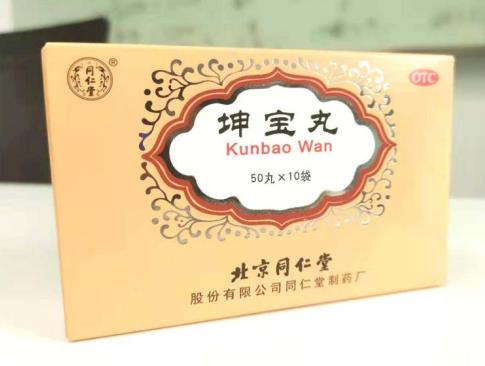 同仁堂
®
OTC
坤宝丸
Kunbao Wan
50丸×10袋
北京同仁堂
股份有限公司同仁堂制药厂